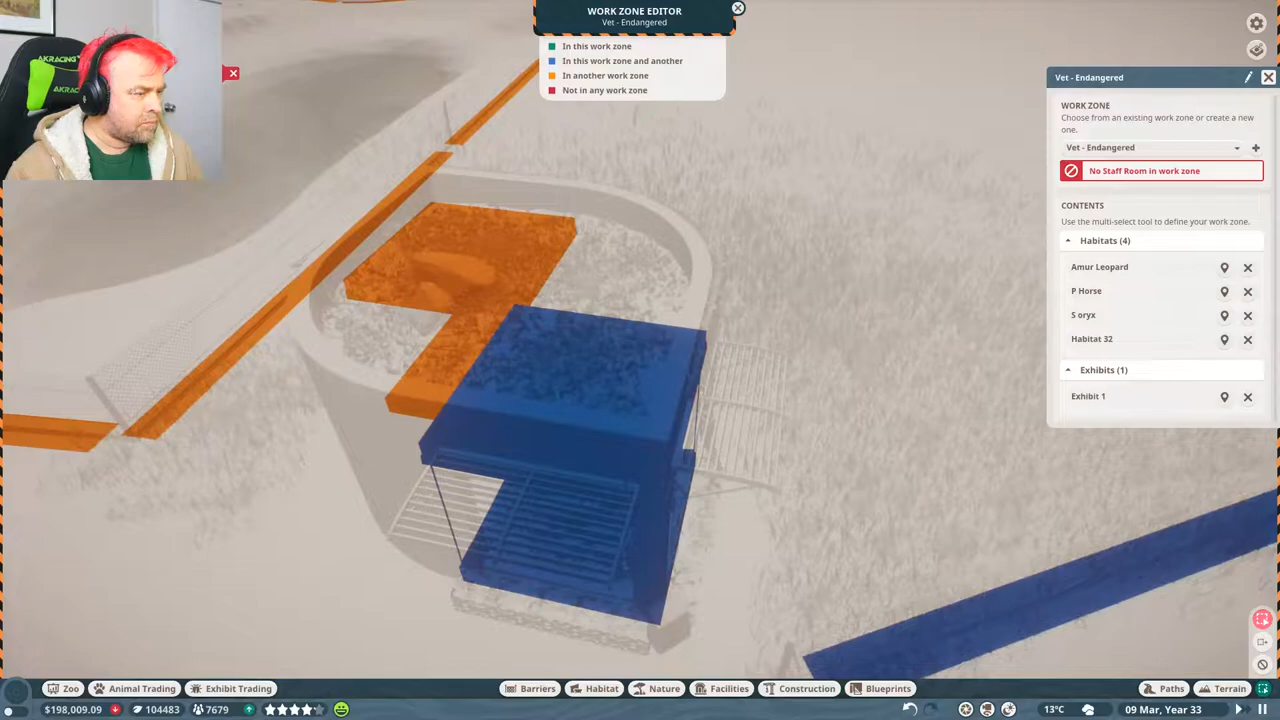 WORK ZONE EDITOR
Vet - Endangered
In this work zone
In this work zone and another
In another work zone
Not in any work zone
AKRACING
AKRA
Vet - Endangered
WORK ZONE
Choose from an existing work zone or create a new
one.
Vet - Endangered
No Staff Room in work zone
CONTENTS
Use the multi-select tool to define your work zone.
Habitats (4)
Amur Leopard
P Horse
S oryx
Habitat 32
Exhibits (1)
Exhibit 1
Zoo
Animal Trading
Exhibit Trading
Barriers
Habitat
Nature
Facilities
Construction
Blueprints
Paths
Terrain
$198,009.09
104483
7679
13°C
09 Mar, Year 33